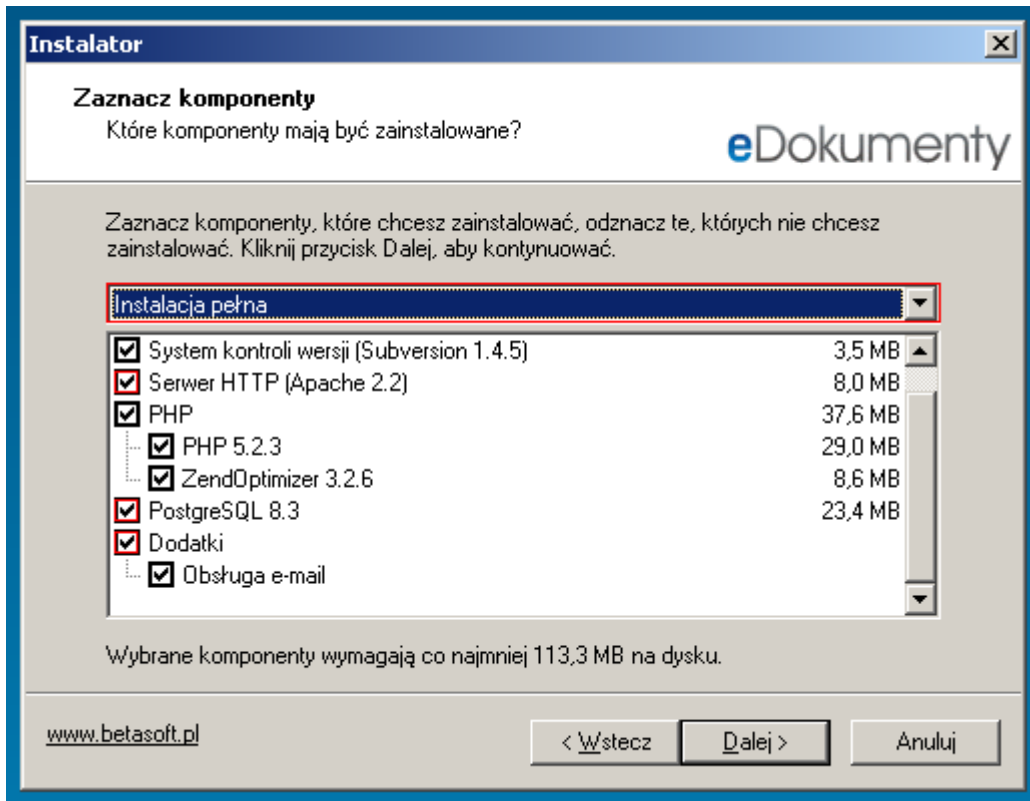 Instalator
Zaznacz komponenty
Które komponenty mają być zainstalowane?
eDokumenty
Zaznacz komponenty, które chcesz zainstalować, odznacz te, których nie chcesz
zainstalować. Kliknij przycisk Dalej, aby kontynuować.
Instalacja pełna
System kontroli wersji (Subversion 1.4.5) 3,5 MB
Serwer HTTP (Apache 2.2) 8,0 MB
PHP 37,6 MB
PHP 5.2.3 29,0 MB
ZendOptimizer 3.2.6 8,6 MB
PostgreSQL 8.3 23,4 MB
Dodatki
Obsługa e-mail
Wybrane komponenty wymagają co najmniej 113,3 MB na dysku.
www.betasoft.pl < Wstecz Dalej > Anuluj